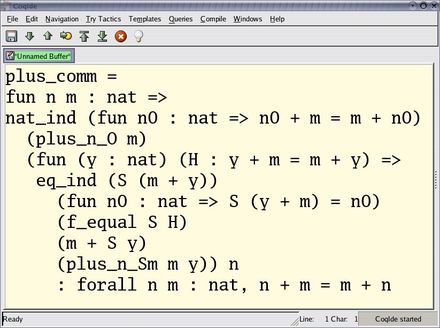 CoqIde
File Edit Navigation Try Tactics Templates Queries Compile Windows Help
*Unnamed Buffer*
plus_comm =
fun n m : nat =>
nat_ind (fun n0 : nat => n0 + m = m + n0)
  (plus_n_O m)
  (fun (y : nat) (H : y + m = m + y) =>
   eq_ind (S (m + y))
     (fun n0 : nat => S (y + m) = n0)
     (f_equal S H)
     (m + S y)
     (plus_n_Sm m y)) n
     : forall n m : nat, n + m = m + n
Ready Line: 1 Char: 1 CoqIde started